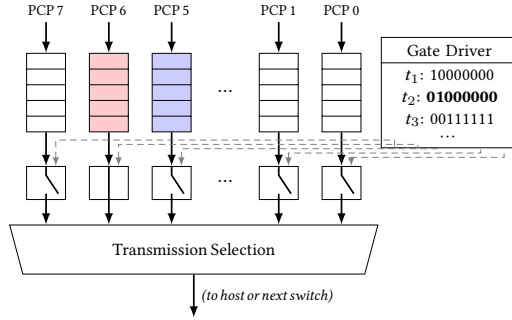 PCP 7 PCP 6 PCP 5 PCP 1 PCP 0
Gate Driver
t1: 10000000
t2: 01000000
t3: 00111111
...
...
...
Transmission Selection
(to host or next switch)